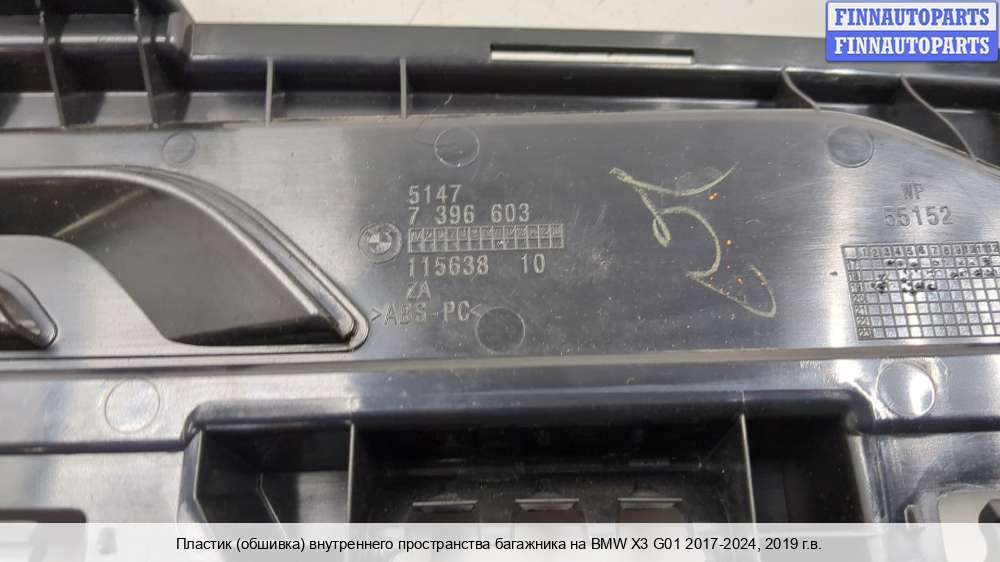 FINNAUTOPARTS
FINNAUTOPARTS
5147
7 396 603
115638 10
ZA
>ABS-PC<
WP
55152
Пластик (обшивка) внутреннего пространства багажника на BMW X3 G01 2017-2024, 2019 г.в.